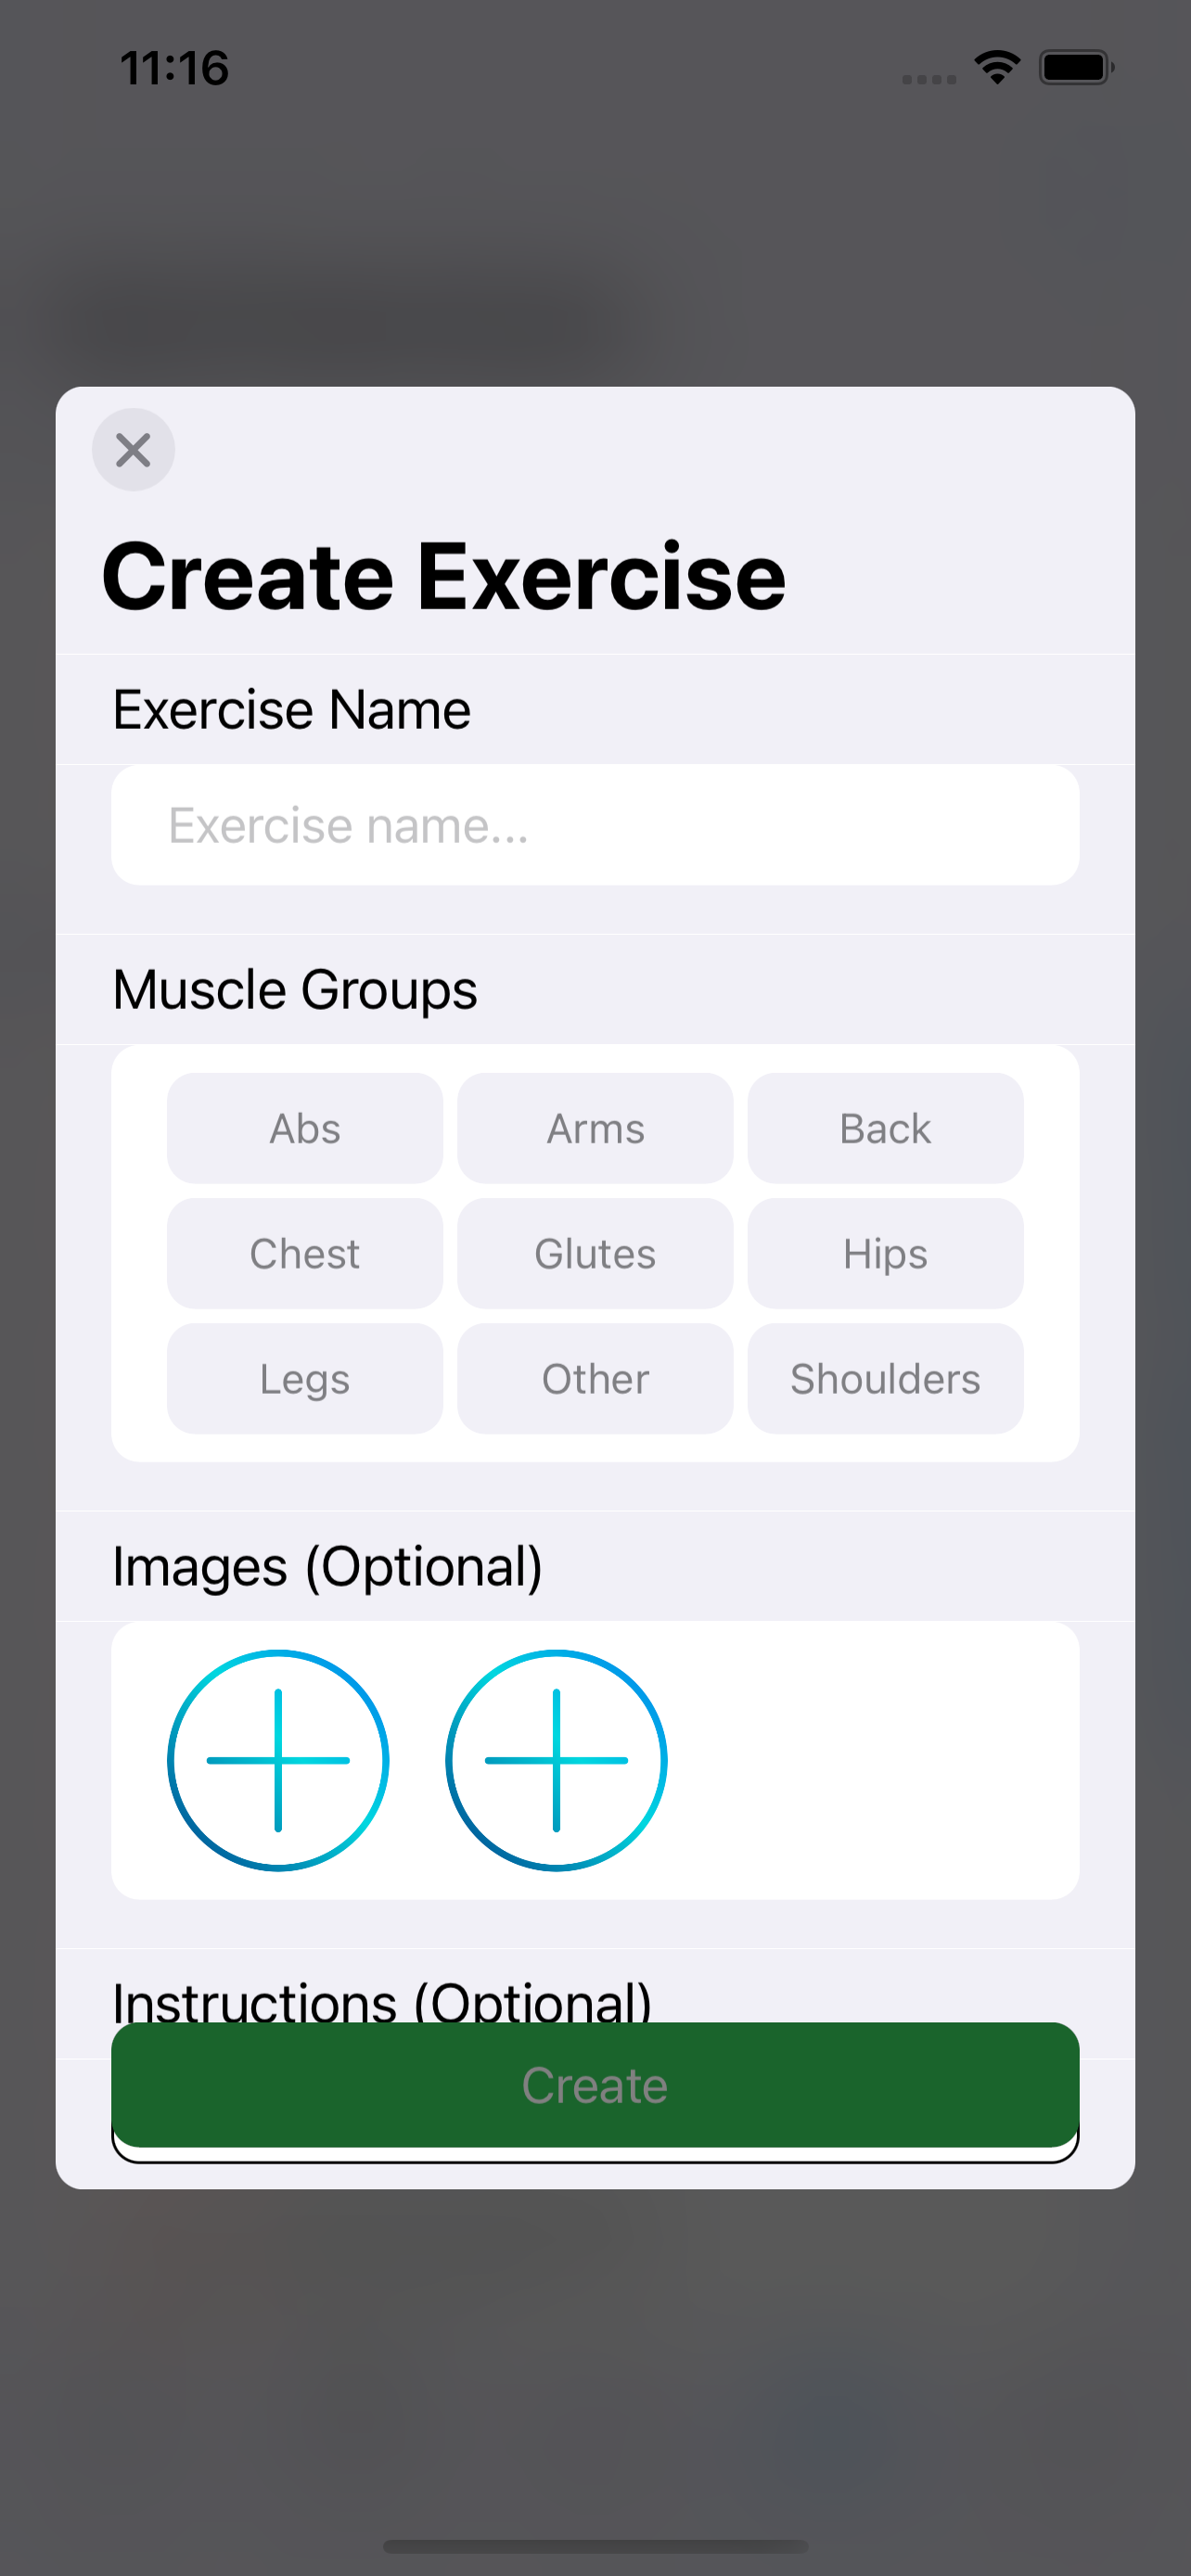 11:16
Create Exercise
Exercise Name
Exercise name...
Muscle Groups
Abs Arms Back
Chest Glutes Hips
Legs Other Shoulders
Images (Optional)
Instructions (Optional)
Create